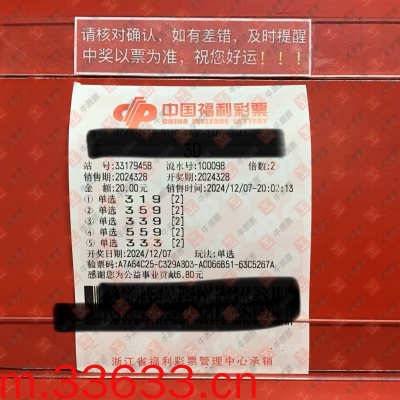 请核对确认，如有差错，及时提醒
中奖以票为准，祝您好运！！！
中国福利彩票
CHINA WELFARE LOTTERY
3D
站 号:33179458 流水号:100098 倍数:2
销售期:2024328 开奖期:2024328
金 额:20.00元 销售时间:2024/12/07-20:02:13
① 单选 3 1 9 [2]
② 单选 3 5 9 [2]
③ 单选 3 3 9 [2]
④ 单选 5 5 9 [2]
⑤ 单选 3 3 3 [2]
开奖日期:2024/12/07 玩法:单选
验票码:A7A64C25-C329A8D3-AC066B51-63C5267A
感谢您为公益事业贡献6.80元
浙江省福利彩票管理中心承销
m.33633.cn